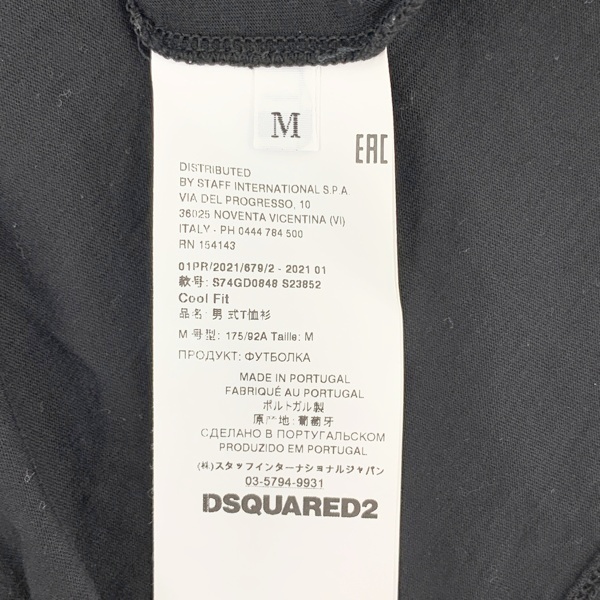 M
EAC
DISTRIBUTED
BY STAFF INTERNATIONAL S.P.A
VIA DEL PROGRESSO, 10
36025 NOVENTA VICENTINA (VI)
ITALY - PH 0444 784 500
RN 154143
01PR/2021/679/2 - 2021 01
款号: S74GD0848 S23852
Cool Fit
品名: 男 式T恤衫
M 号型: 175/92A Taille: M
ПРОДУКТ: ФУТБОЛКА
MADE IN PORTUGAL
FABRIQUÉ AU PORTUGAL
ポルトガル製
原产地: 葡萄牙
СДЕЛАНО В ПОРТУГАЛЬСКОМ
PRODUZIDO EM PORTUGAL
(株)スタッフインターナショナルジャパン
03-5794-9931
DSQUARED2